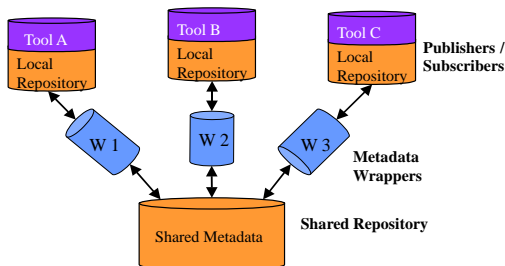 Tool A
Local
Repository
Tool B
Local
Repository
Tool C
Local
Repository
Publishers /
Subscribers
W 1
W 2
W 3
Metadata
Wrappers
Shared Metadata
Shared Repository